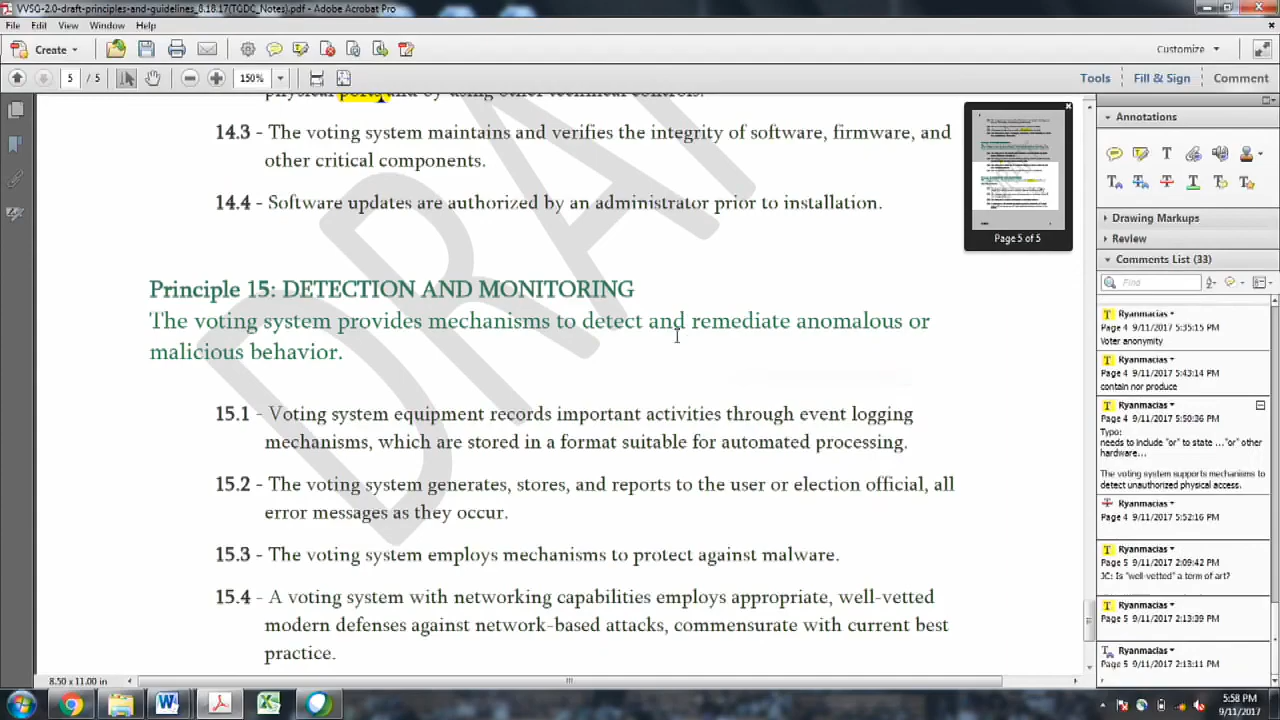 VVSG-2.0-draft-principles-and-guidelines_8.18.17(TGDC_Notes).pdf - Adobe Acrobat Pro
File Edit View Window Help
Create Customize
5 / 5 150% Tools Fill & Sign Comment
physical ports and by using other technical controls.
14.3 - The voting system maintains and verifies the integrity of software, firmware, and
other critical components.
14.4 - Software updates are authorized by an administrator prior to installation.
Principle 15: DETECTION AND MONITORING
The voting system provides mechanisms to detect and remediate anomalous or
malicious behavior.
15.1 - Voting system equipment records important activities through event logging
mechanisms, which are stored in a format suitable for automated processing.
15.2 - The voting system generates, stores, and reports to the user or election official, all
error messages as they occur.
15.3 - The voting system employs mechanisms to protect against malware.
15.4 - A voting system with networking capabilities employs appropriate, well-vetted
modern defenses against network-based attacks, commensurate with current best
practice.
DRAFT
Page 5 of 5
8.50 x 11.00 in
Annotations
Drawing Markups
Review
Comments List (33)
Find
Ryanmacias
Page 4 9/11/2017 5:35:15 PM
Voter anonymity
Ryanmacias
Page 4 9/11/2017 5:43:14 PM
contain nor produce
Ryanmacias
Page 4 9/11/2017 5:50:36 PM
Typo:
needs to include "or" to state ..."or" other
hardware...
The voting system supports mechanisms to
detect unauthorized physical access.
Ryanmacias
Page 4 9/11/2017 5:52:16 PM
Ryanmacias
Page 5 9/11/2017 2:09:42 PM
JC: Is "well-vetted" a term of art?
Ryanmacias
Page 5 9/11/2017 2:13:39 PM
Ryanmacias
Page 5 9/11/2017 2:13:11 PM
5:58 PM
9/11/2017